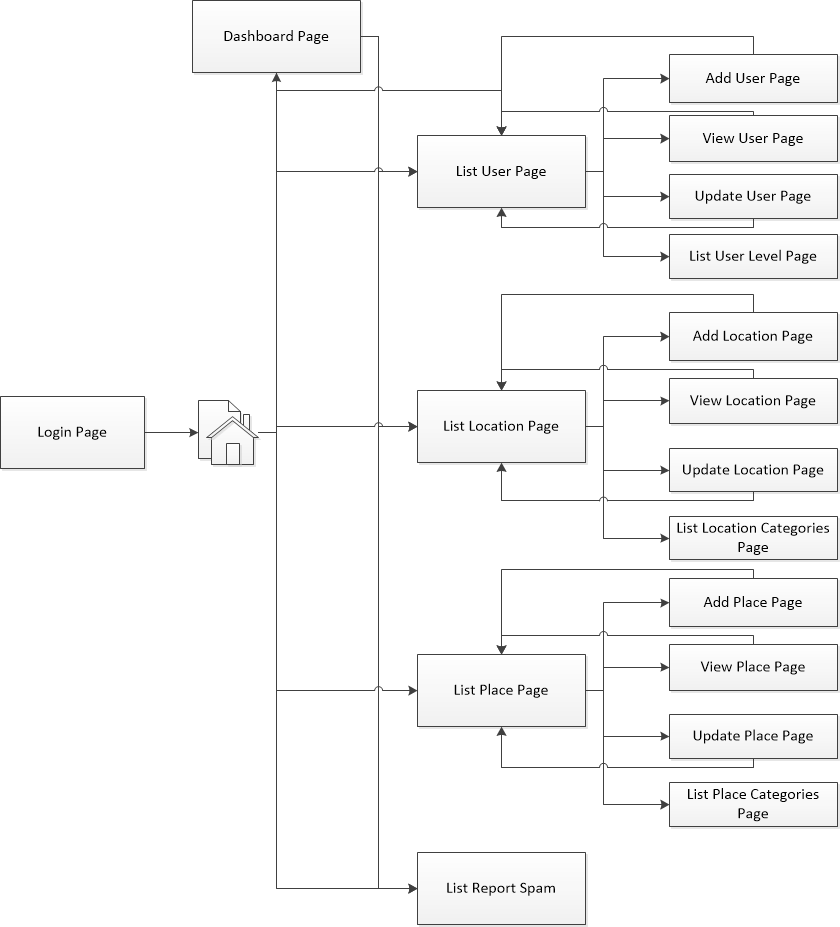 Dashboard Page
Add User Page
View User Page
List User Page
Update User Page
List User Level Page
Add Location Page
View Location Page
List Location Page
Login Page
Update Location Page
List Location Categories
Page
Add Place Page
View Place Page
List Place Page
Update Place Page
List Place Categories
Page
List Report Spam